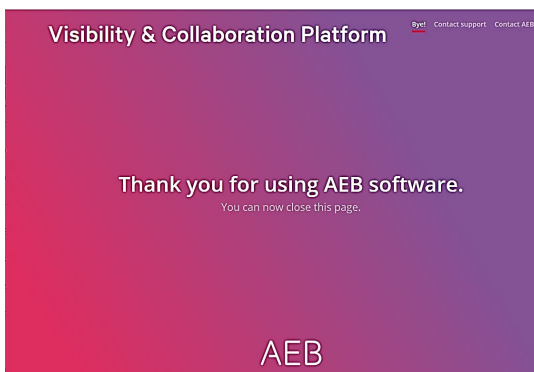 Visibility & Collaboration Platform
Bye! Contact support Contact AEB
Thank you for using AEB software.
You can now close this page.
AEB